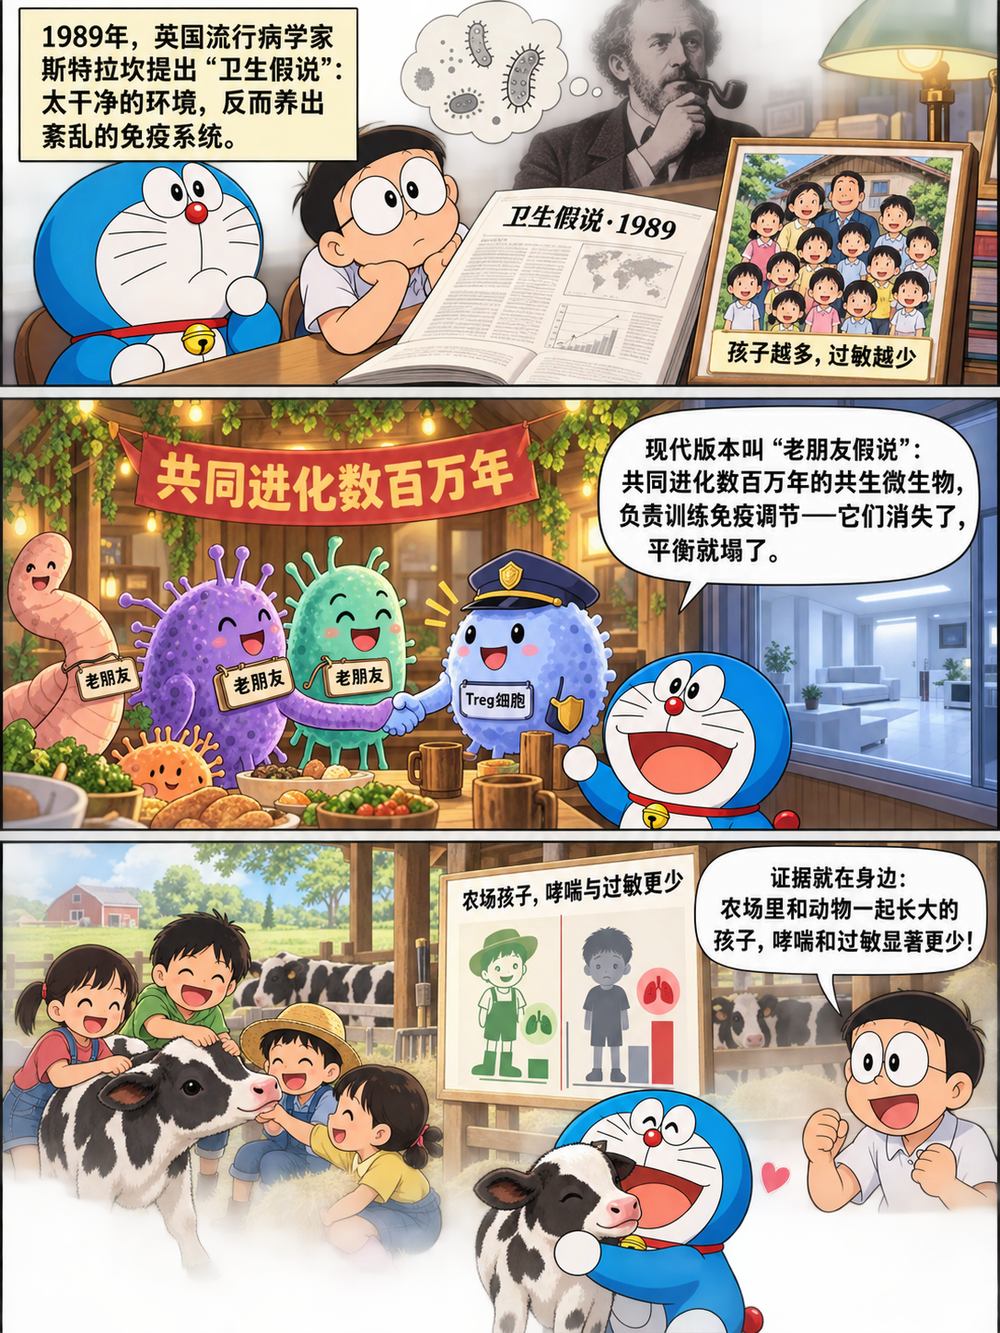 1989年，英国流行病学家
斯特拉坎提出“卫生假说”：
太干净的环境，反而养出
紊乱的免疫系统。
卫生假说·1989
孩子越多，过敏越少
共同进化数百万年
现代版本叫“老朋友假说”：
共同进化数百万年的共生微生物，
负责训练免疫调节——它们消失了，
平衡就塌了。
老朋友
老朋友
老朋友
Treg细胞
农场孩子，哮喘与过敏更少
证据就在身边：
农场里和动物一起长大的
孩子，哮喘和过敏显著更少！